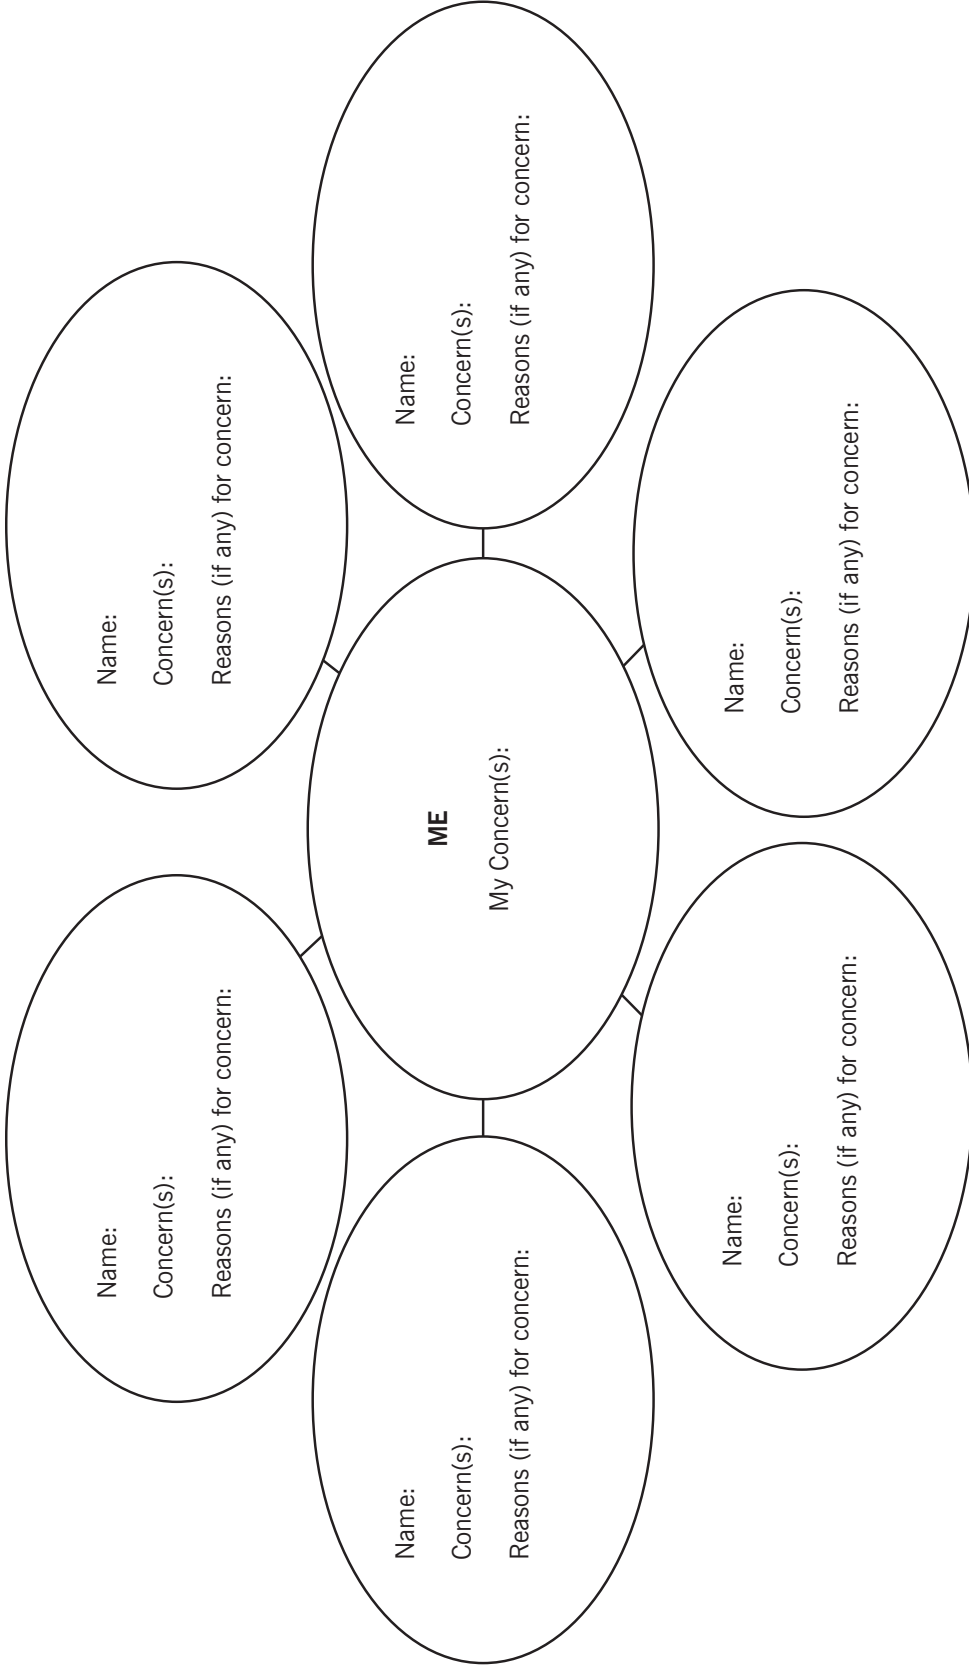 Name:
Concern(s):
Reasons (if any) for concern:
Name:
Concern(s):
Reasons (if any) for concern:
Name:
Concern(s):
Reasons (if any) for concern:
ME
My Concern(s):
Name:
Concern(s):
Reasons (if any) for concern:
Name:
Concern(s):
Reasons (if any) for concern:
Name:
Concern(s):
Reasons (if any) for concern: